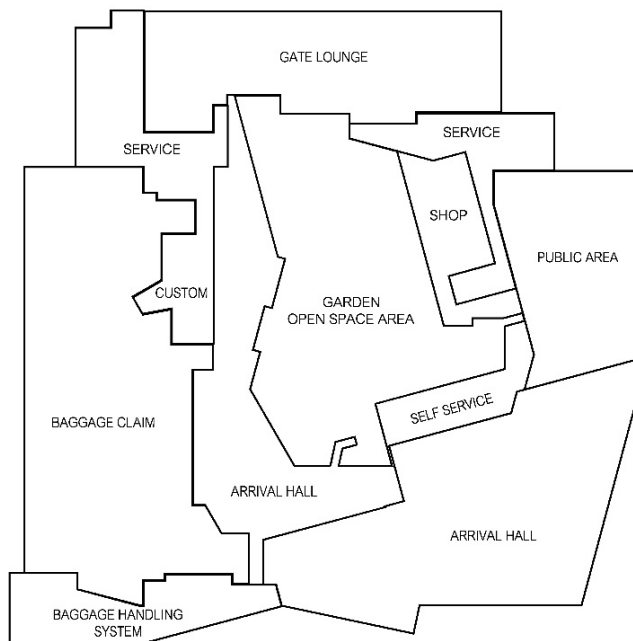 GATE LOUNGE
SERVICE
SERVICE
SHOP
PUBLIC AREA
CUSTOM
GARDEN
OPEN SPACE AREA
SELF SERVICE
BAGGAGE CLAIM
ARRIVAL HALL
ARRIVAL HALL
BAGGAGE HANDLING
SYSTEM